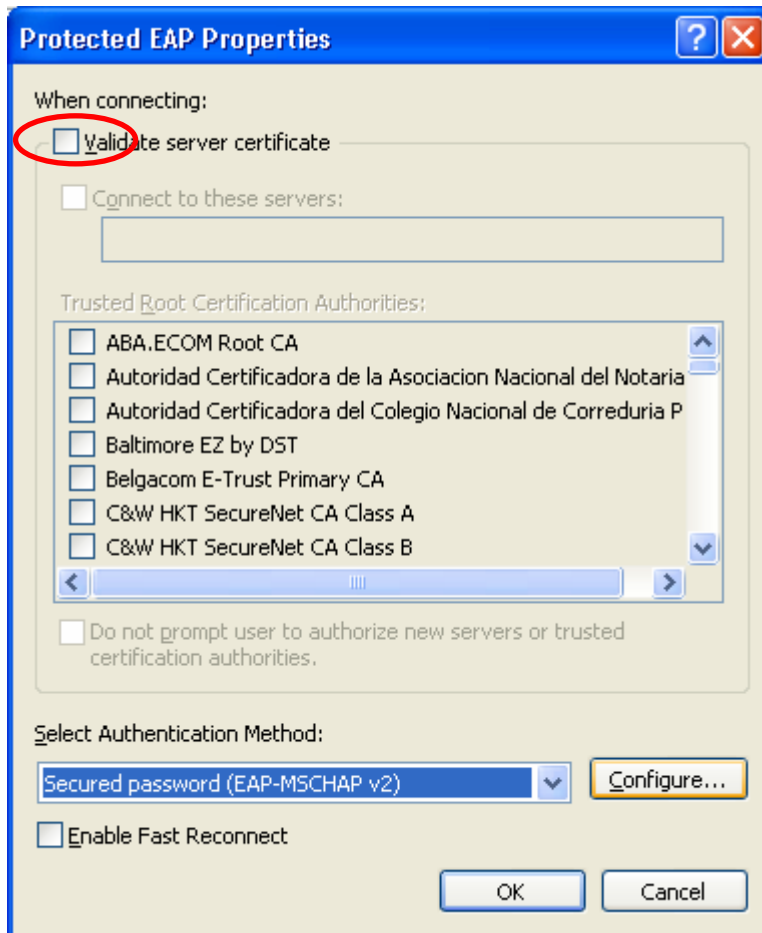 Protected EAP Properties
When connecting:
Validate server certificate
Connect to these servers:
Trusted Root Certification Authorities:
ABA.ECOM Root CA
Autoridad Certificadora de la Asociacion Nacional del Notaria
Autoridad Certificadora del Colegio Nacional de Correduria P
Baltimore EZ by DST
Belgacom E-Trust Primary CA
C&W HKT SecureNet CA Class A
C&W HKT SecureNet CA Class B
Do not prompt user to authorize new servers or trusted
certification authorities.
Select Authentication Method:
Secured password (EAP-MSCHAP v2)
Configure...
Enable Fast Reconnect
OK
Cancel